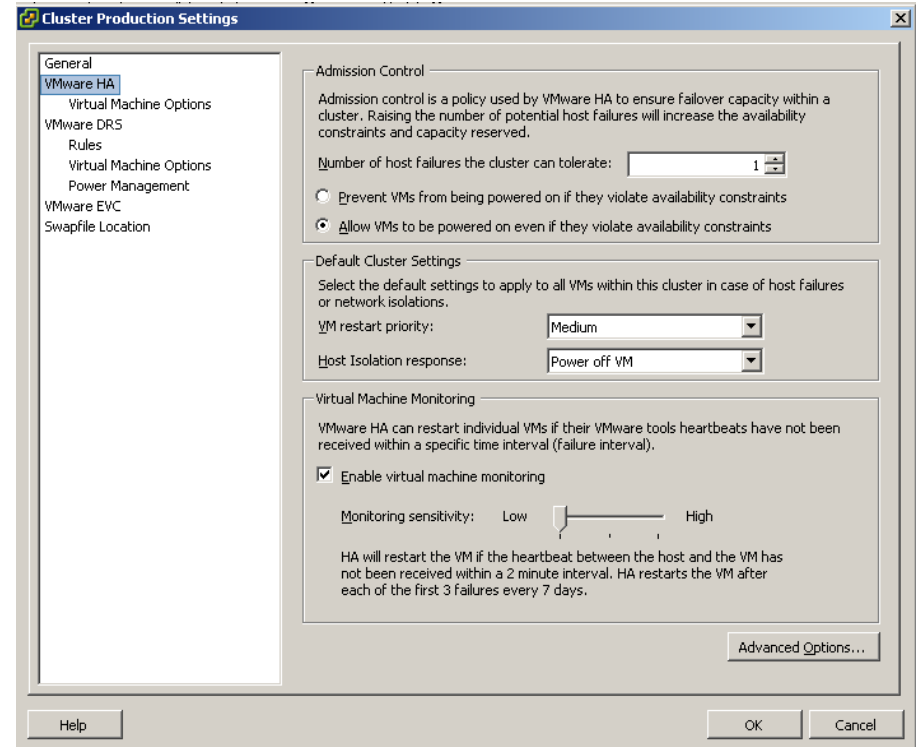 Cluster Production Settings
General
VMware HA
Virtual Machine Options
VMware DRS
Rules
Virtual Machine Options
Power Management
VMware EVC
Swapfile Location
Admission Control
Admission control is a policy used by VMware HA to ensure failover capacity within a
cluster. Raising the number of potential host failures will increase the availability
constraints and capacity reserved.
Number of host failures the cluster can tolerate: 1
Prevent VMs from being powered on if they violate availability constraints
Allow VMs to be powered on even if they violate availability constraints
Default Cluster Settings
Select the default settings to apply to all VMs within this cluster in case of host failures
or network isolations.
VM restart priority: Medium
Host Isolation response: Power off VM
Virtual Machine Monitoring
VMware HA can restart individual VMs if their VMware tools heartbeats have not been
received within a specific time interval (failure interval).
Enable virtual machine monitoring
Monitoring sensitivity: Low High
HA will restart the VM if the heartbeat between the host and the VM has
not been received within a 2 minute interval. HA restarts the VM after
each of the first 3 failures every 7 days.
Advanced Options...
Help OK Cancel